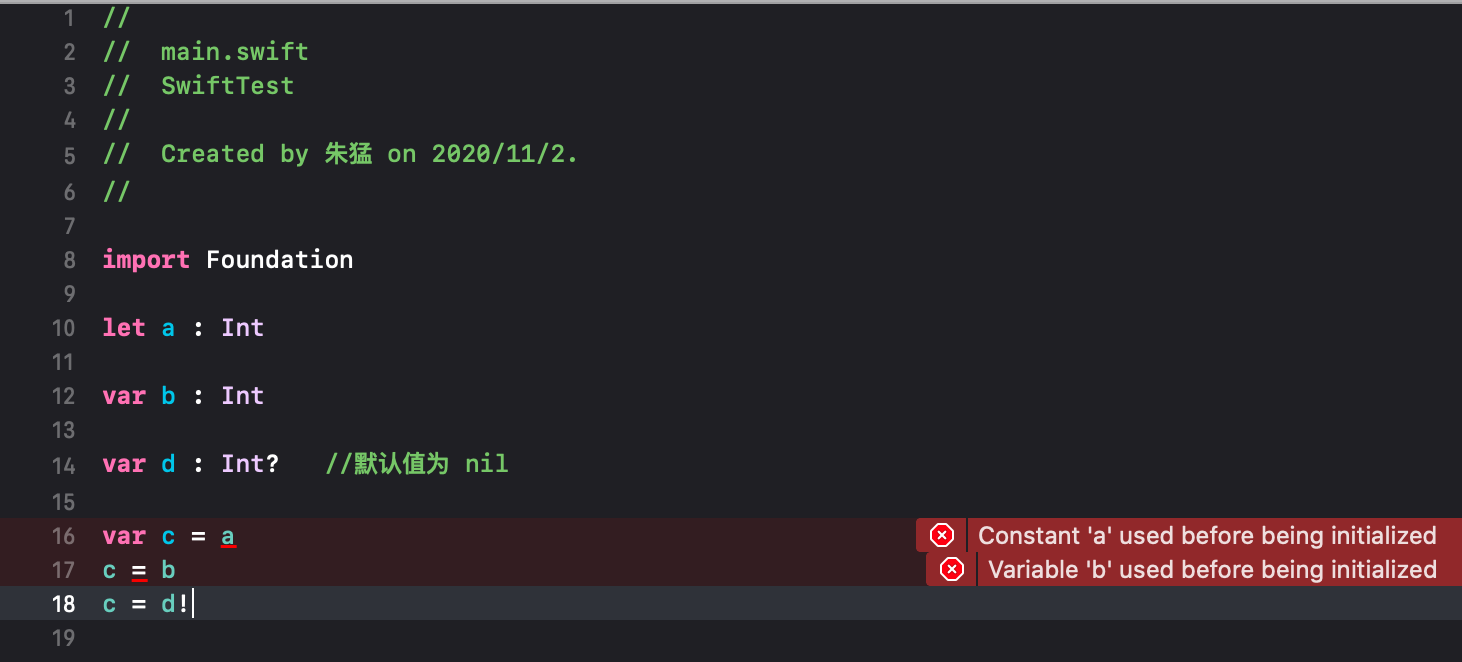 1 //
2 //  main.swift
3 //  SwiftTest
4 //
5 //  Created by 朱猛 on 2020/11/2.
6 //
7
8 import Foundation
9
10 let a : Int
11
12 var b : Int
13
14 var d : Int?   //默认值为 nil
15
16 var c = a Constant 'a' used before being initialized
17 c = b Variable 'b' used before being initialized
18 c = d!
19